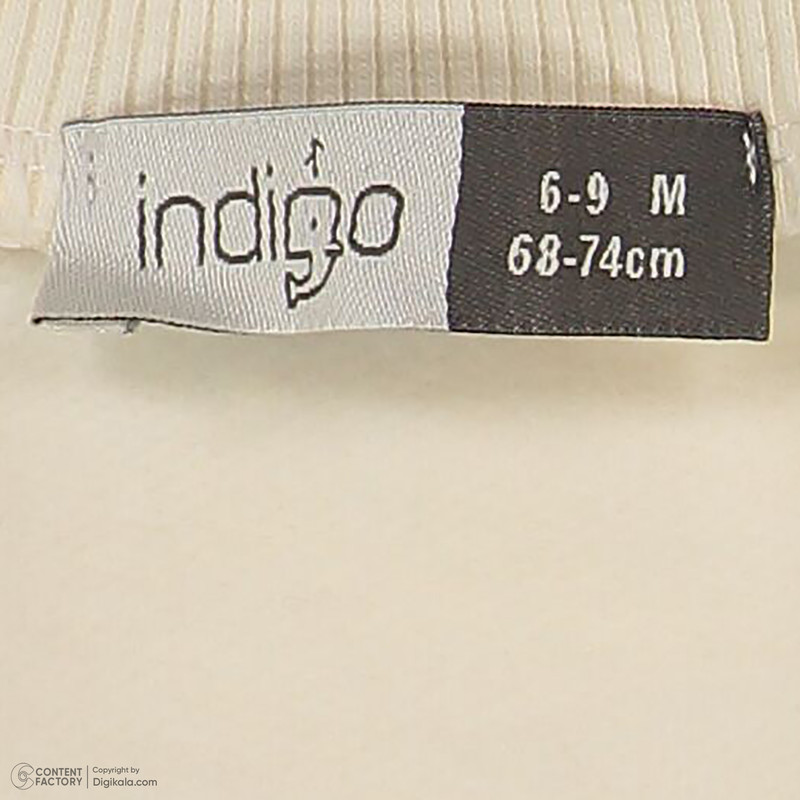 indigo
6-9 M
68-74cm
CONTENT FACTORY
Copyright by
Digikala.com